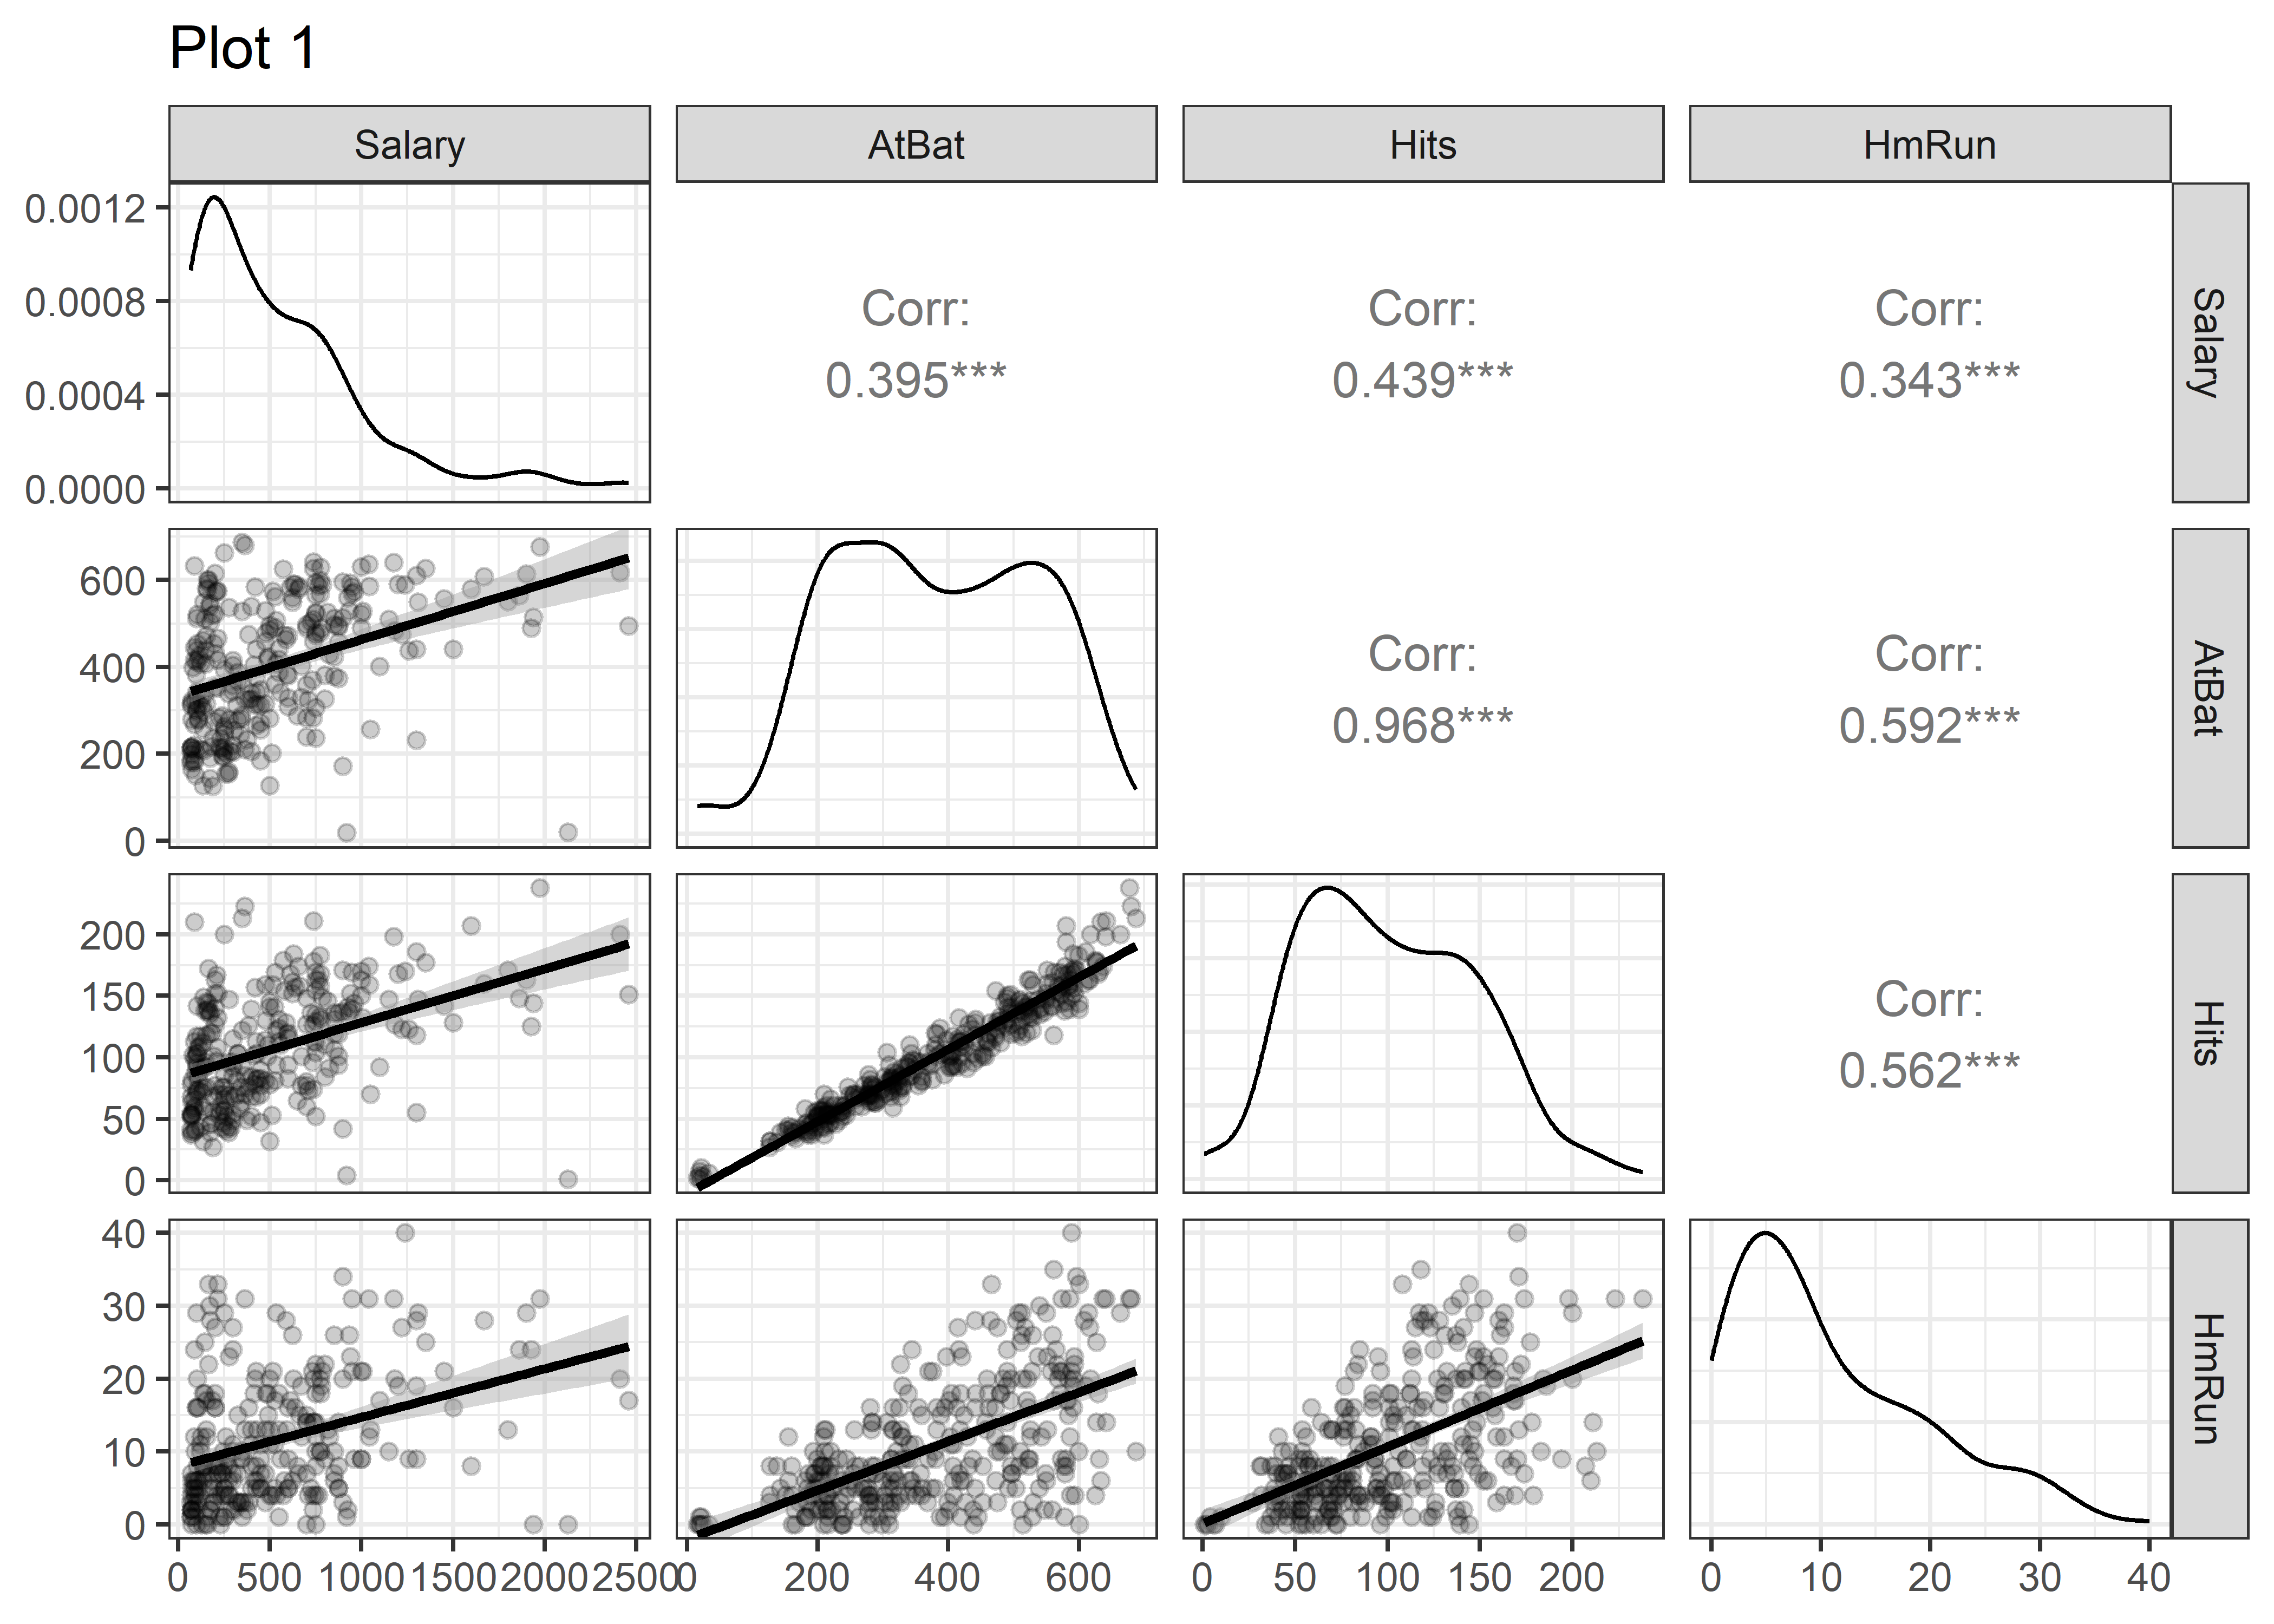 Plot 1
Salary AtBat Hits HmRun
0.0012
0.0008
0.0004
0.0000
Corr:
0.395***
Corr:
0.439***
Corr:
0.343***
Salary
600
400
200
0
Corr:
0.968***
Corr:
0.592***
AtBat
200
150
100
50
0
Corr:
0.562***
Hits
40
30
20
10
0
HmRun
0 500 1000 1500 2000 2500
0 200 400 600
0 50 100 150 200
0 10 20 30 40